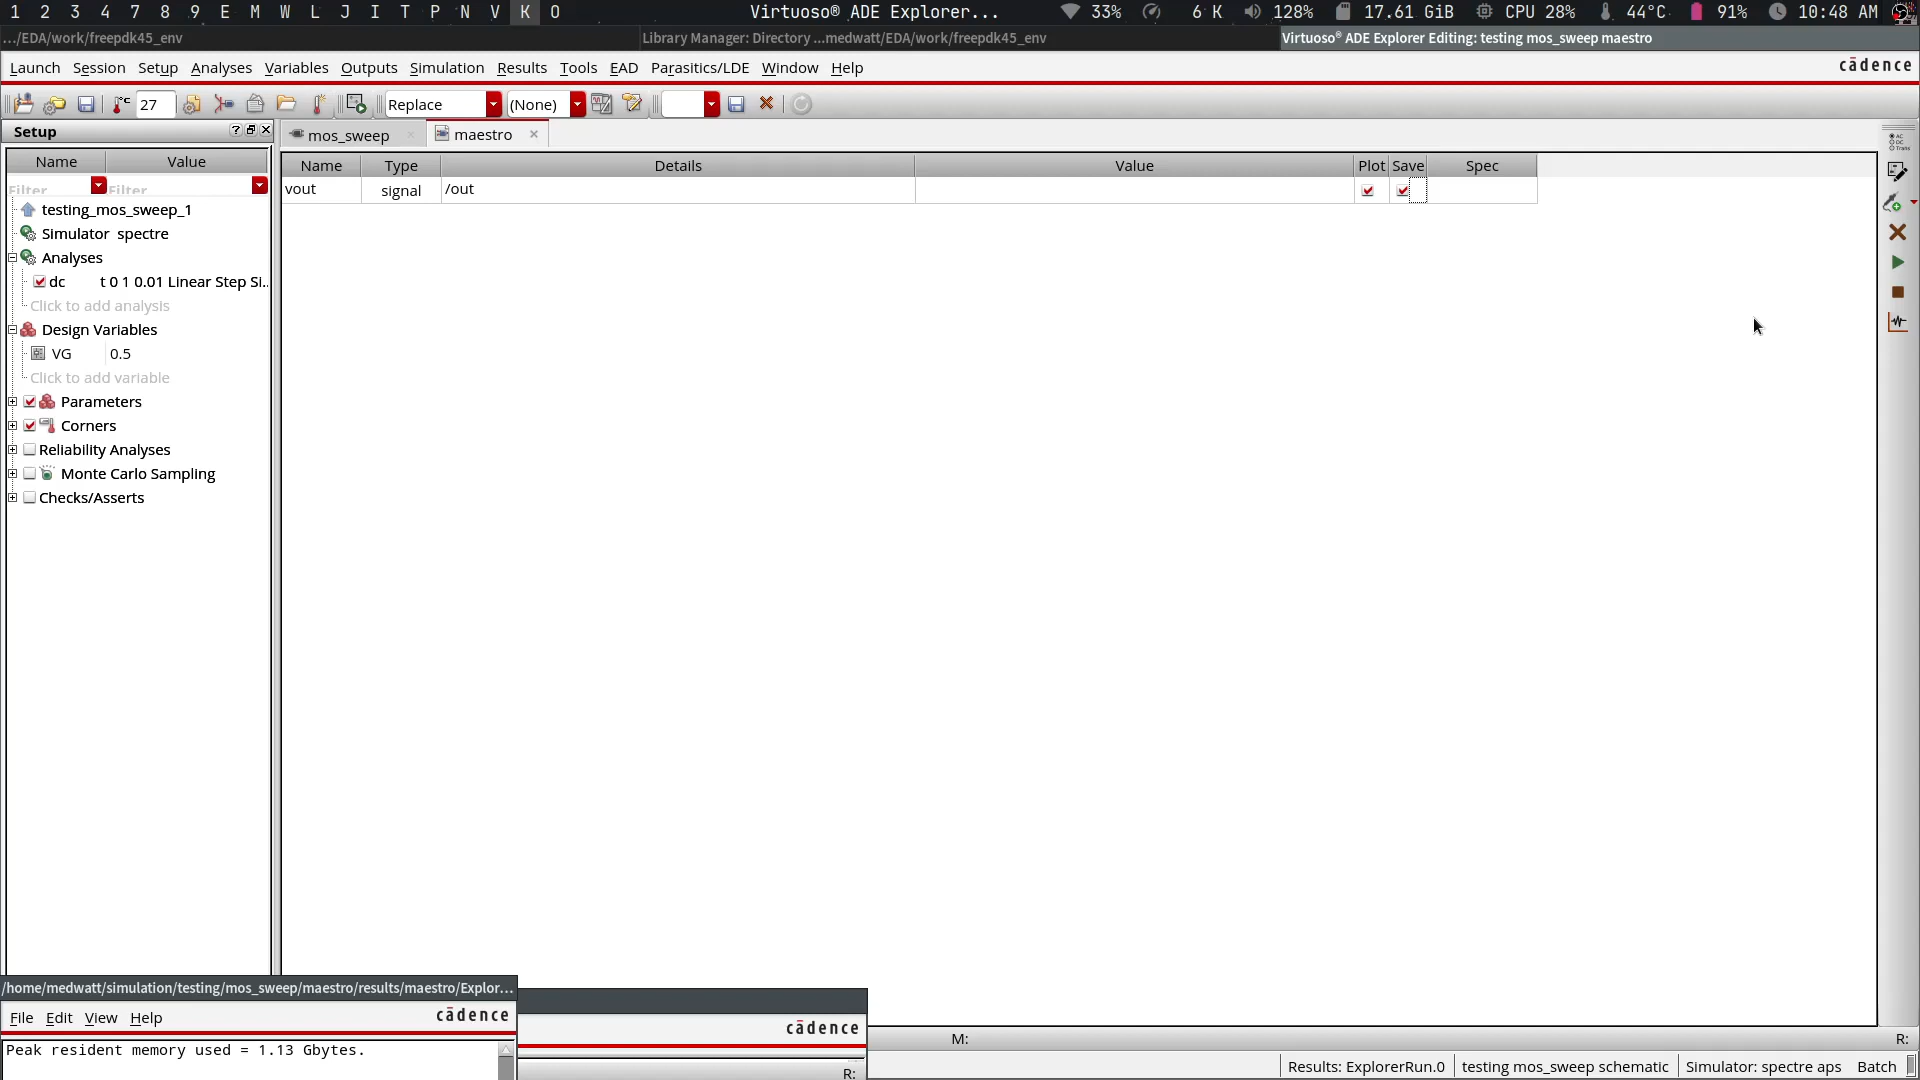 1 2 3 4 7 8 9 E M W L J I T P N V K O Virtuoso® ADE Explorer... 33% 6 K 128% 17.61 GiB CPU 28% 44°C 91% 10:48 AM
.../EDA/work/freepdk45_env Library Manager: Directory ...medwatt/EDA/work/freepdk45_env Virtuoso® ADE Explorer Editing: testing mos_sweep maestro
Launch Session Setup Analyses Variables Outputs Simulation Results Tools EAD Parasitics/LDE Window Help cādence
°C 27 Replace (None)
Setup ? mos_sweep maestro
Name Value
Filter Filter
testing_mos_sweep_1
Simulator spectre
Analyses
dc t 0 1 0.01 Linear Step Si..
Click to add analysis
Design Variables
VG 0.5
Click to add variable
Parameters
Corners
Reliability Analyses
Monte Carlo Sampling
Checks/Asserts
Name Type Details Value Plot Save Spec
vout signal /out
AC
DC
Trans
/home/medwatt/simulation/testing/mos_sweep/maestro/results/maestro/Explor...
File Edit View Help cādence
Peak resident memory used = 1.13 Gbytes.
cādence
R:
M: R:
Results: ExplorerRun.0 testing mos_sweep schematic Simulator: spectre aps Batch